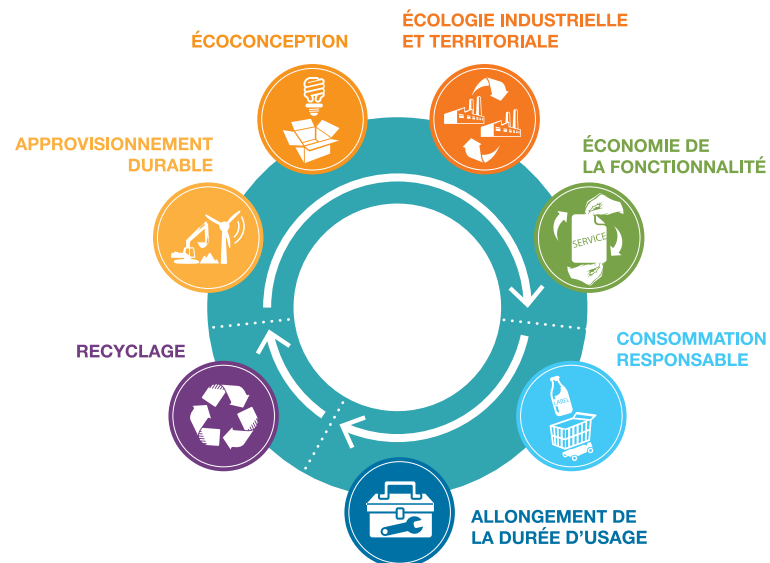 ÉCOLOGIE INDUSTRIELLE
ET TERRITORIALE
ÉCOCONCEPTION
APPROVISIONNEMENT
DURABLE
ÉCONOMIE DE
LA FONCTIONNALITÉ
SERVICE
RECYCLAGE
CONSOMMATION
RESPONSABLE
LABEL
ALLONGEMENT DE
LA DURÉE D'USAGE